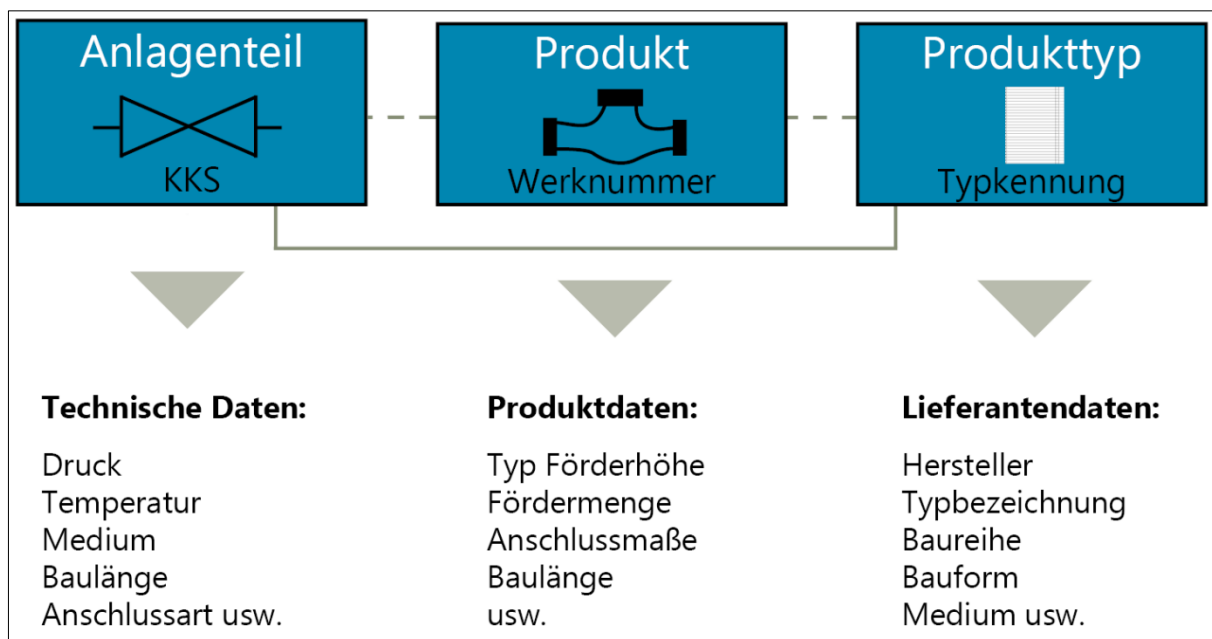 Anlagenteil
KKS
Produkt
Werknummer
Produkttyp
Typkennung
Technische Daten:
Druck
Temperatur
Medium
Baulänge
Anschlussart usw.
Produktdaten:
Typ Förderhöhe
Fördermenge
Anschlussmaße
Baulänge
usw.
Lieferantendaten:
Hersteller
Typbezeichnung
Baureihe
Bauform
Medium usw.